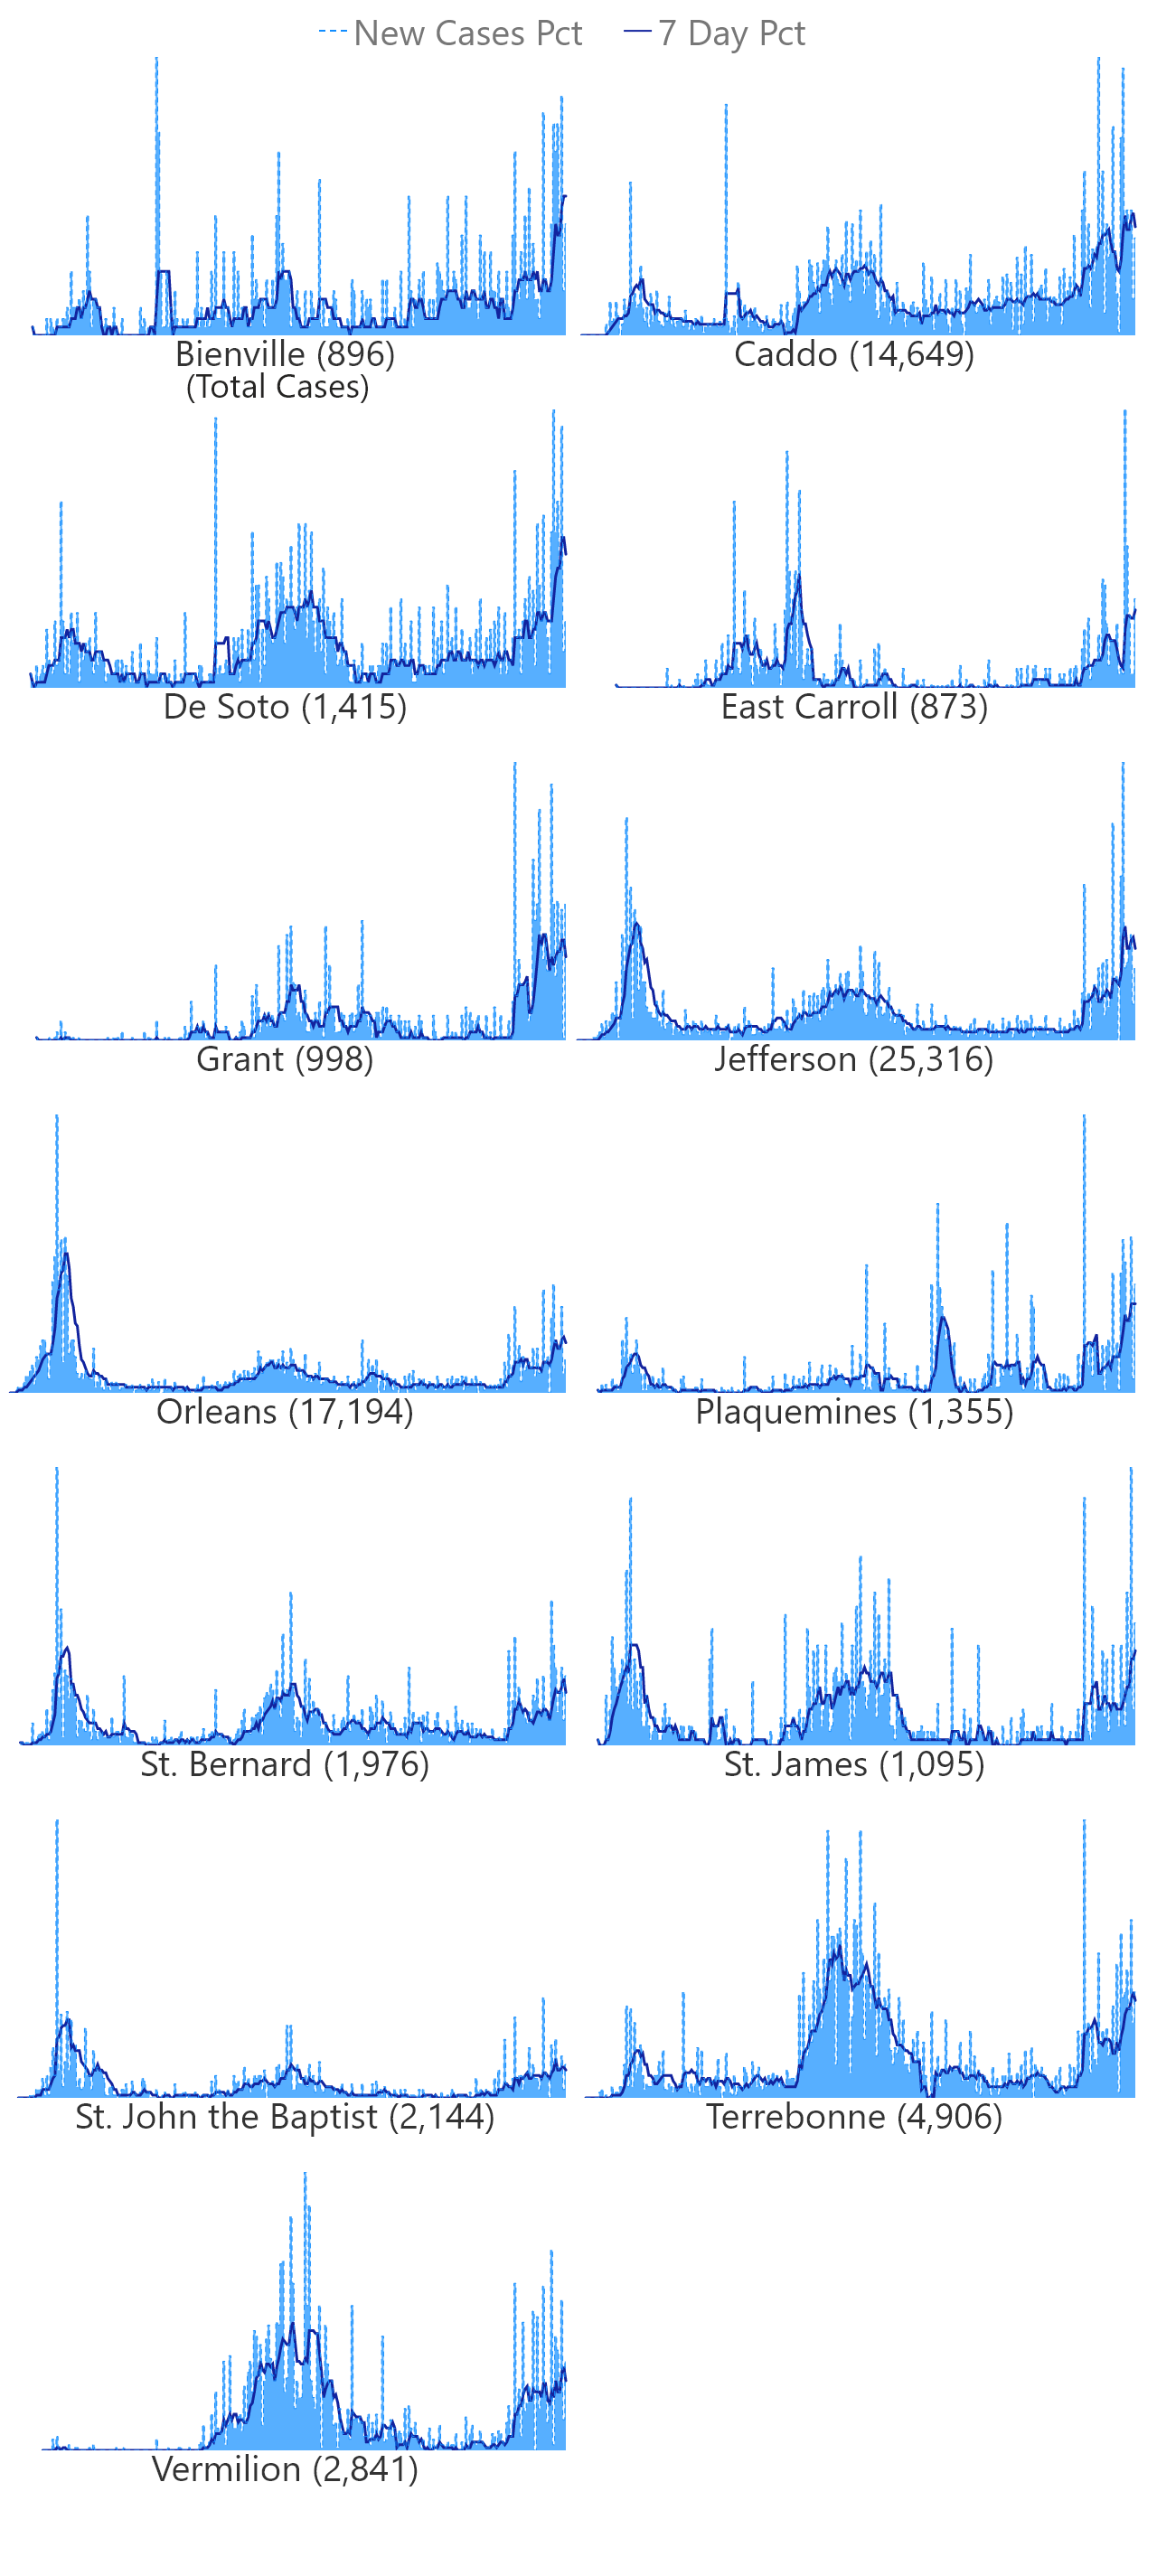 New Cases Pct 7 Day Pct
Bienville (896) Caddo (14,649)
(Total Cases)
De Soto (1,415) East Carroll (873)
Grant (998) Jefferson (25,316)
Orleans (17,194) Plaquemines (1,355)
St. Bernard (1,976) St. James (1,095)
St. John the Baptist (2,144) Terrebonne (4,906)
Vermilion (2,841)